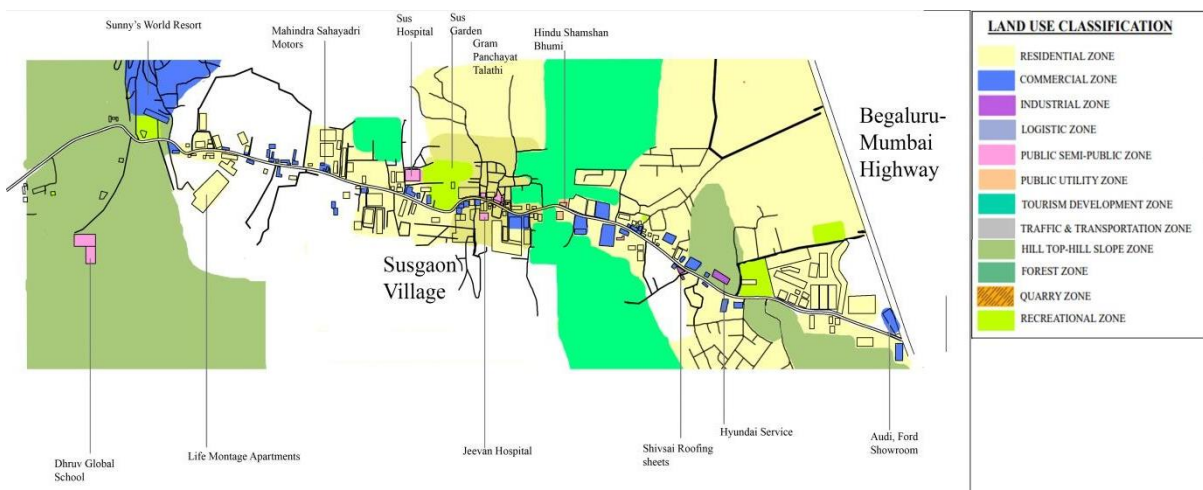 Sunny's World Resort
Mahindra Sahayadri
Motors
Sus
Hospital
Sus
Garden
Gram
Panchayat
Talathi
Hindu Shamshan
Bhumi
Begaluru-
Mumbai
Highway
Susgaon
Village
Dhruv Global
School
Life Montage Apartments
Jeevan Hospital
Shivsai Roofing
sheets
Hyundai Service
Audi, Ford
Showroom
LAND USE CLASSIFICATION
RESIDENTIAL ZONE
COMMERCIAL ZONE
INDUSTRIAL ZONE
LOGISTIC ZONE
PUBLIC SEMI-PUBLIC ZONE
PUBLIC UTILITY ZONE
TOURISM DEVELOPMENT ZONE
TRAFFIC & TRANSPORTATION ZONE
HILL TOP-HILL SLOPE ZONE
FOREST ZONE
QUARRY ZONE
RECREATIONAL ZONE